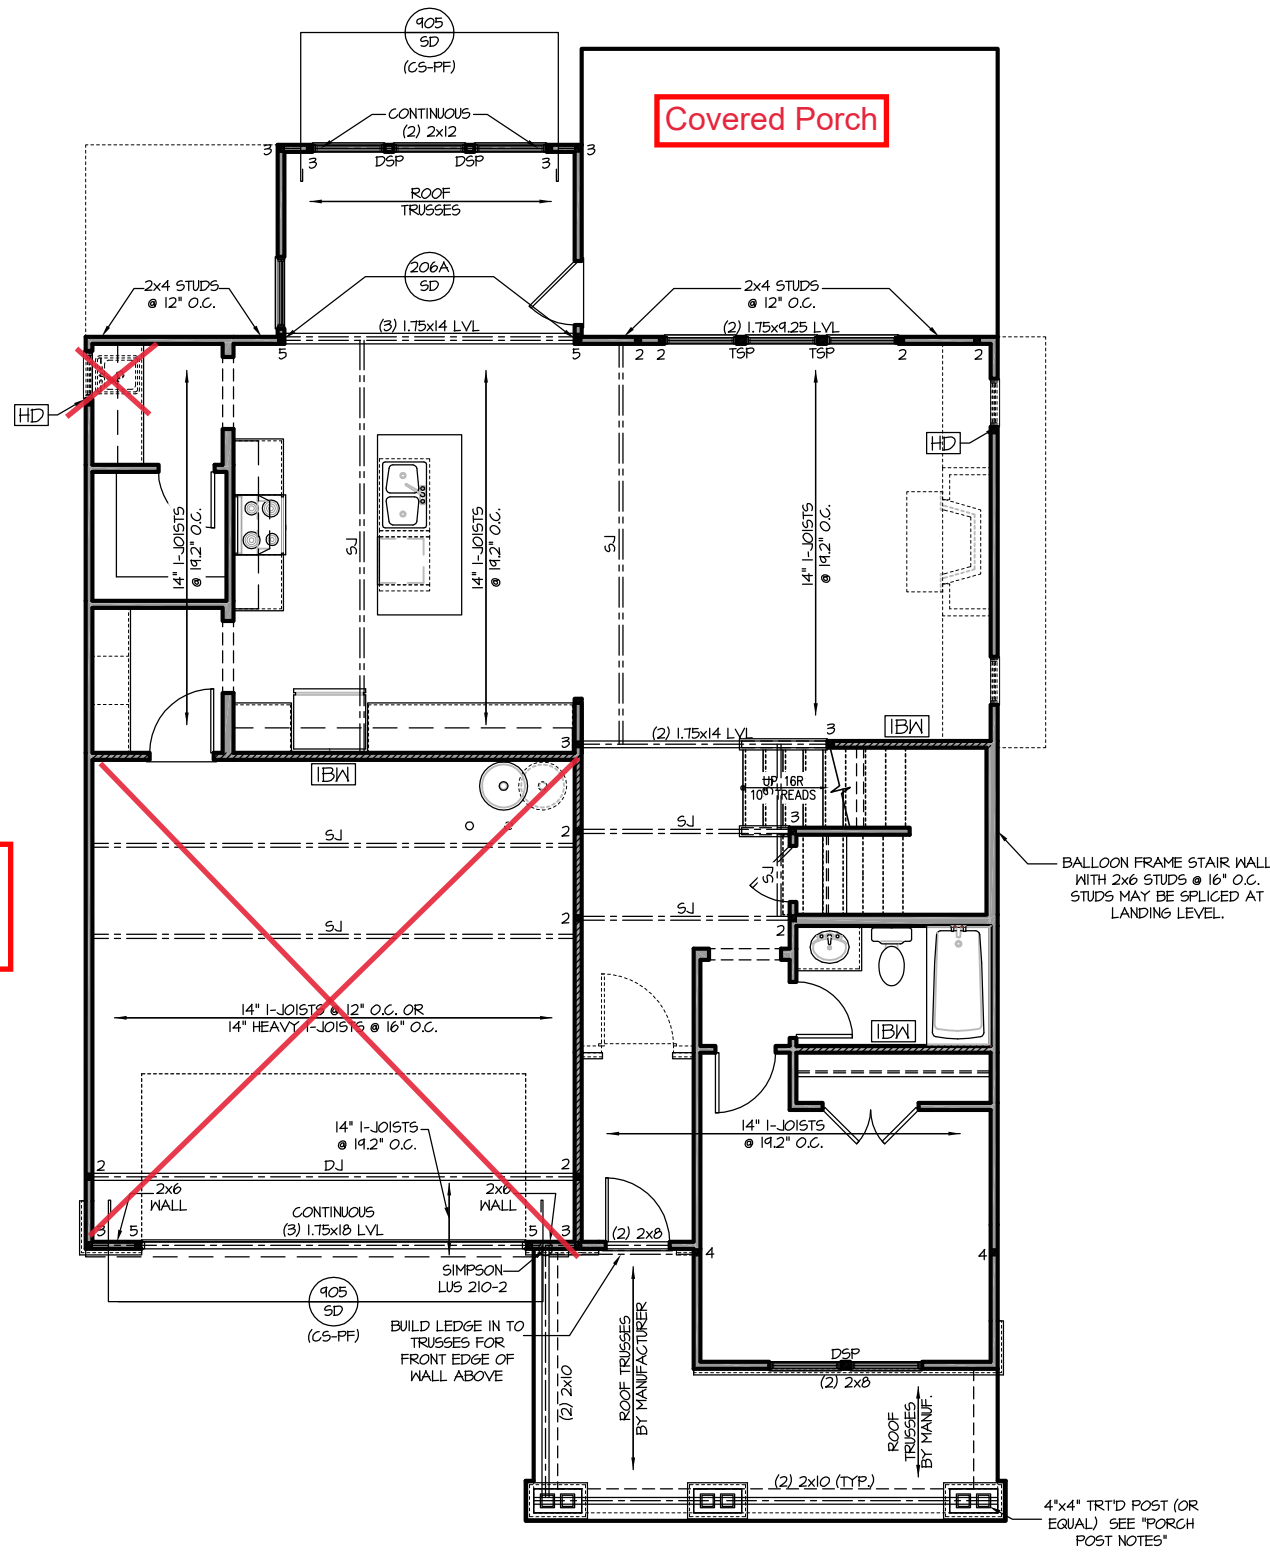 905
SD
(CS-PF)
Covered Porch
CONTINUOUS
(2) 2x12
3
3
3
3
DSP
DSP
ROOF
TRUSSES
206A
SD
2x4 STUDS
@ 12" O.C.
2x4 STUDS
@ 12" O.C.
(3) 1.75x14 LVL
(2) 1.75x9.25 LVL
5
5
2
2
TSP
TSP
2
2
HD
HD
14" I-JOISTS
@ 19.2" O.C.
SJ
14" I-JOISTS
@ 19.2" O.C.
SJ
14" I-JOISTS
@ 19.2" O.C.
(2) 1.75x14 LVL
3
3
IBW
IBW
UP 16R
10" TREADS
SJ
2
SJ
3
SJ
BALLOON FRAME STAIR WALL
WITH 2x6 STUDS @ 16" O.C.
STUDS MAY BE SPLICED AT
LANDING LEVEL.
SJ
2
SJ
2
14" I-JOISTS @ 12" O.C. OR
14" HEAVY I-JOISTS @ 16" O.C.
IBW
14" I-JOISTS
@ 19.2" O.C.
14" I-JOISTS
@ 19.2" O.C.
2
DJ
2
2x6
WALL
2x6
WALL
CONTINUOUS
(3) 1.75x18 LVL
3
5
5
3
(2) 2x8
4
4
SIMPSON
LUS 210-2
905
SD
(CS-PF)
BUILD LEDGE IN TO
TRUSSES FOR
FRONT EDGE OF
WALL ABOVE
(2) 2x10
ROOF TRUSSES
BY MANUFACTURER
DSP
(2) 2x8
ROOF
TRUSSES
BY MANUF.
(2) 2x10 (TYP.)
4"x4" TRT'D POST (OR
EQUAL) SEE "PORCH
POST NOTES"